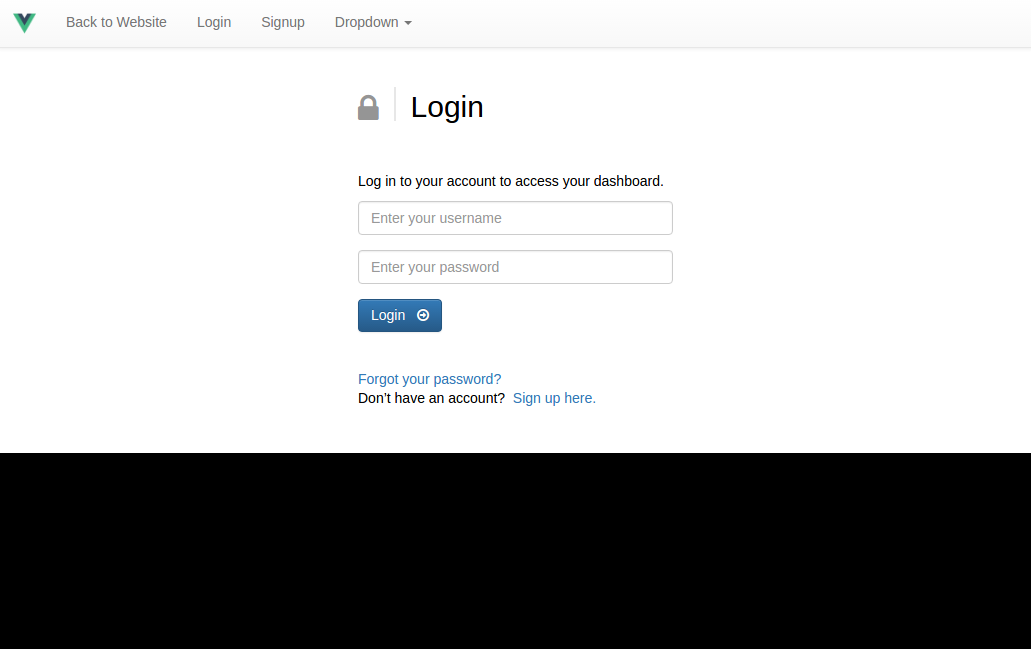 Back to Website Login Signup Dropdown
Login
Log in to your account to access your dashboard.
Enter your username
Enter your password
Login
Forgot your password?
Don’t have an account? Sign up here.